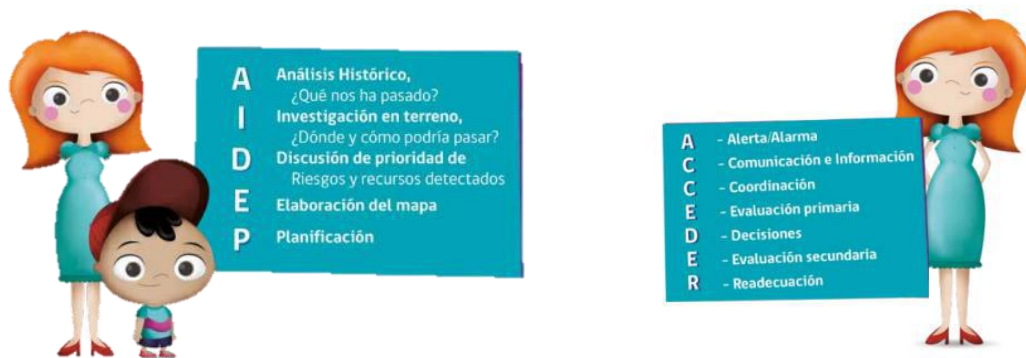 A Análisis Histórico,
¿Qué nos ha pasado?
I Investigación en terreno,
¿Dónde y cómo podría pasar?
D Discusión de prioridad de
Riesgos y recursos detectados
E Elaboración del mapa
P Planificación
A - Alerta/Alarma
C - Comunicación e Información
C - Coordinación
E - Evaluación primaria
D - Decisiones
E - Evaluación secundaria
R - Readecuación